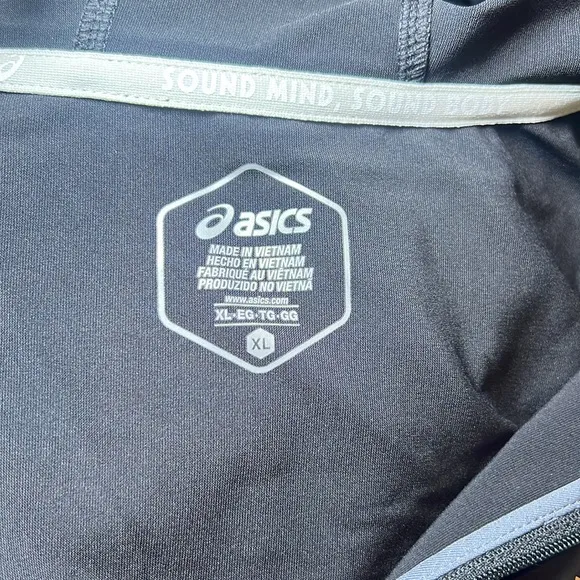 SOUND MIND, SOUND BODY
asics
MADE IN VIETNAM
HECHO EN VIETNAM
FABRIQUÉ AU VIÊTNAM
PRODUZIDO NO VIETNÃ
www.asics.com
XL•EG•TG•GG
XL